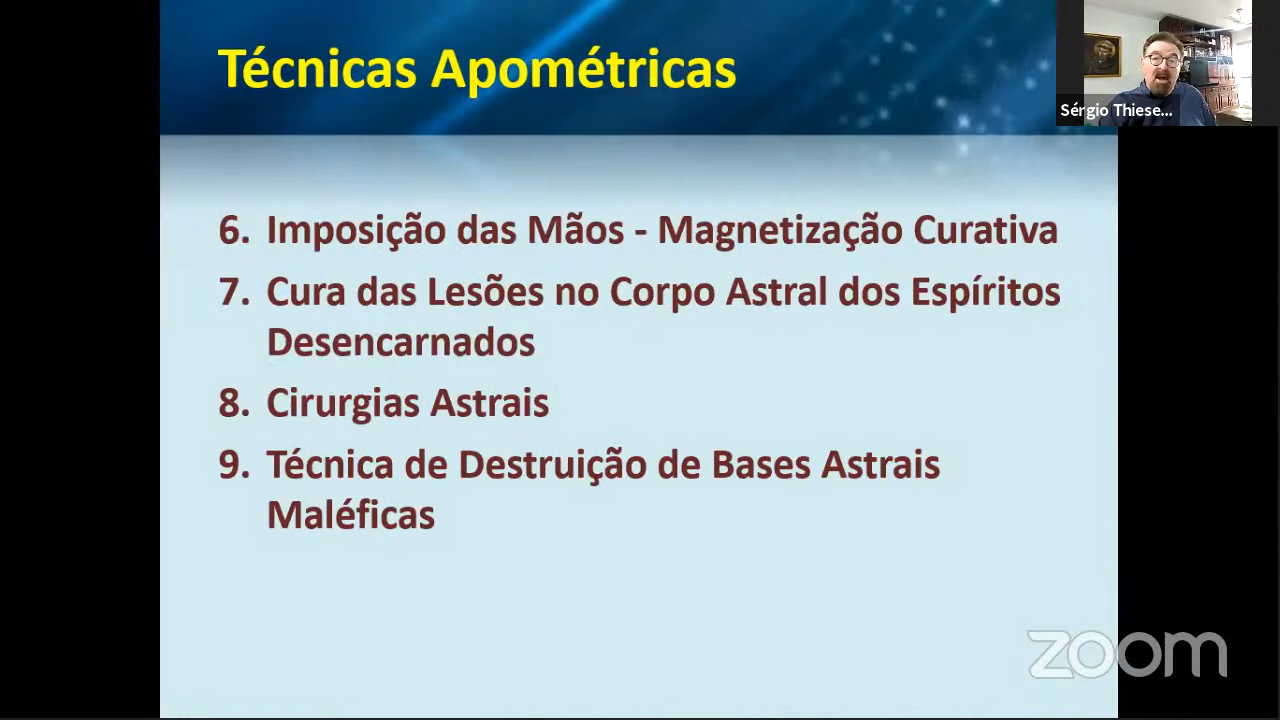 Técnicas Apométricas
Sérgio Thiese...
6. Imposição das Mãos - Magnetização Curativa
7. Cura das Lesões no Corpo Astral dos Espíritos
Desencarnados
8. Cirurgias Astrais
9. Técnica de Destruição de Bases Astrais
Maléficas
zoom